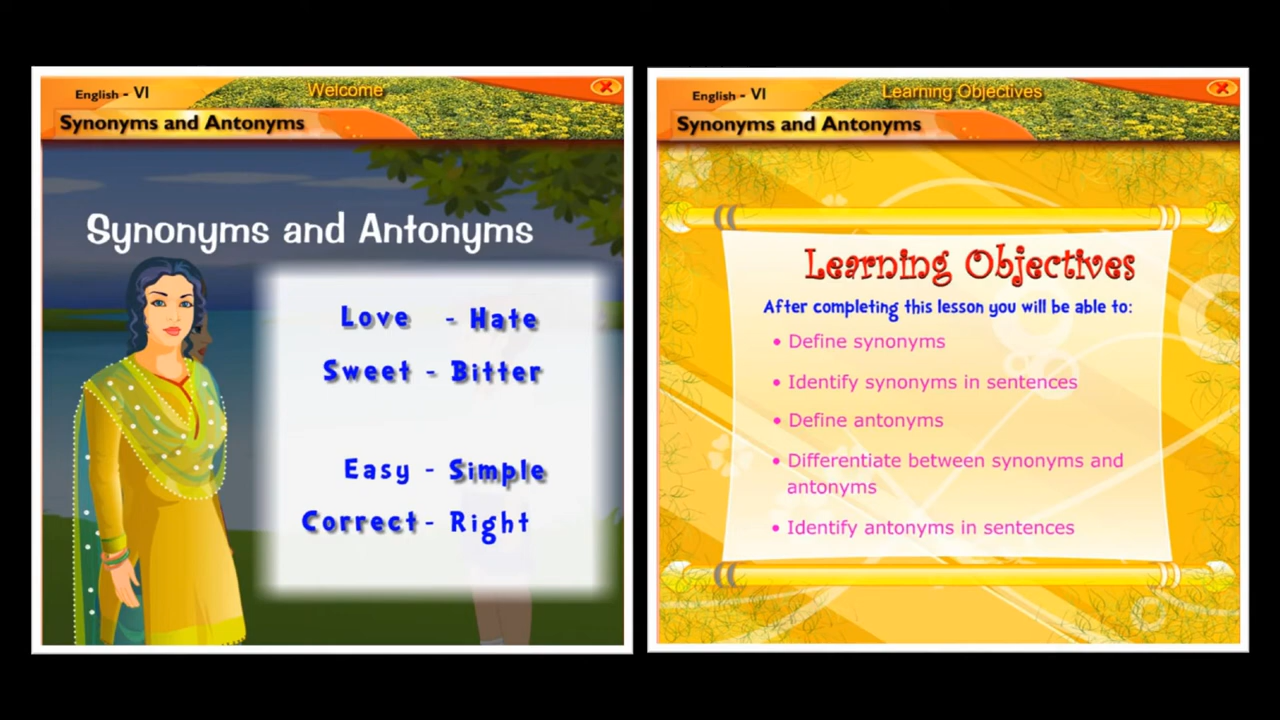 English - VI
Welcome
Synonyms and Antonyms
Synonyms and Antonyms
Love - Hate
Sweet - Bitter
Easy - Simple
Correct - Right
English - VI
Learning Objectives
Synonyms and Antonyms
Learning Objectives
After completing this lesson you will be able to:
• Define synonyms
• Identify synonyms in sentences
• Define antonyms
• Differentiate between synonyms and
antonyms
• Identify antonyms in sentences